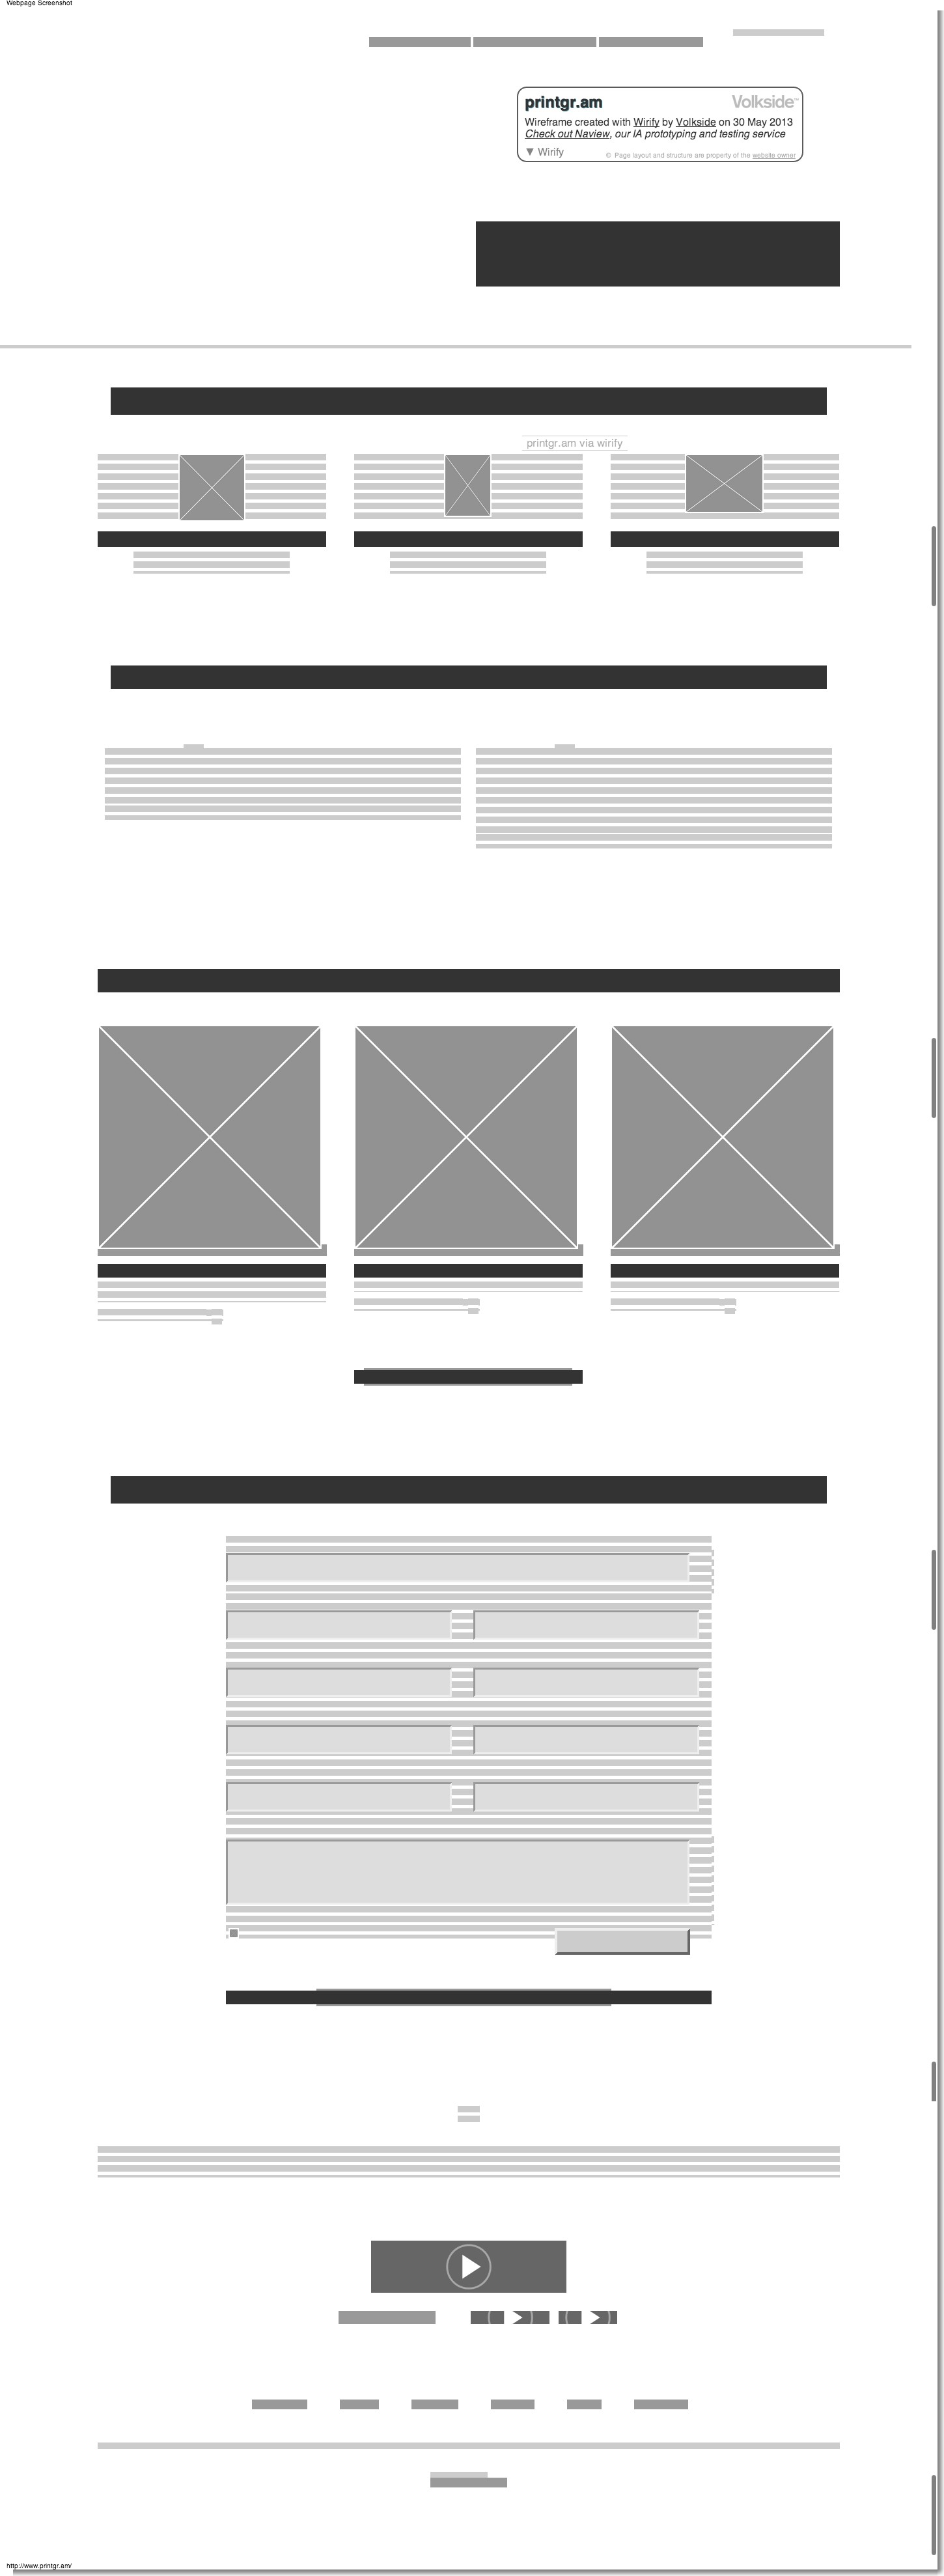 Webpage Screenshot
printgr.am
Volkside™
Wireframe created with Wirify by Volkside on 30 May 2013
Check out Naview, our IA prototyping and testing service
▼ Wirify
© Page layout and structure are property of the website owner
printgr.am via wirify
http://www.printgr.am/